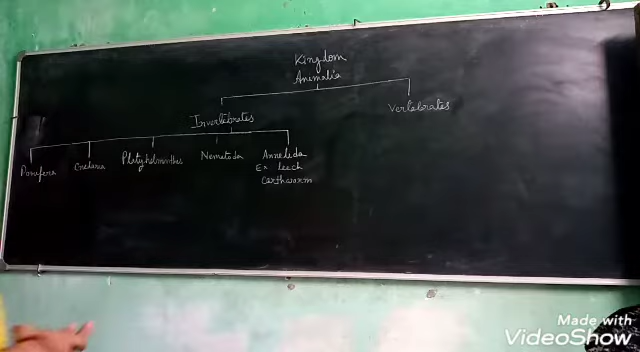 Kingdom
Animalia
Invertebrates
Vertebrates
Porifera
Cnidaria
Platyhelminthes
Nematoda
Annelida
Ex leech
earthworm
Made with
VideoShow